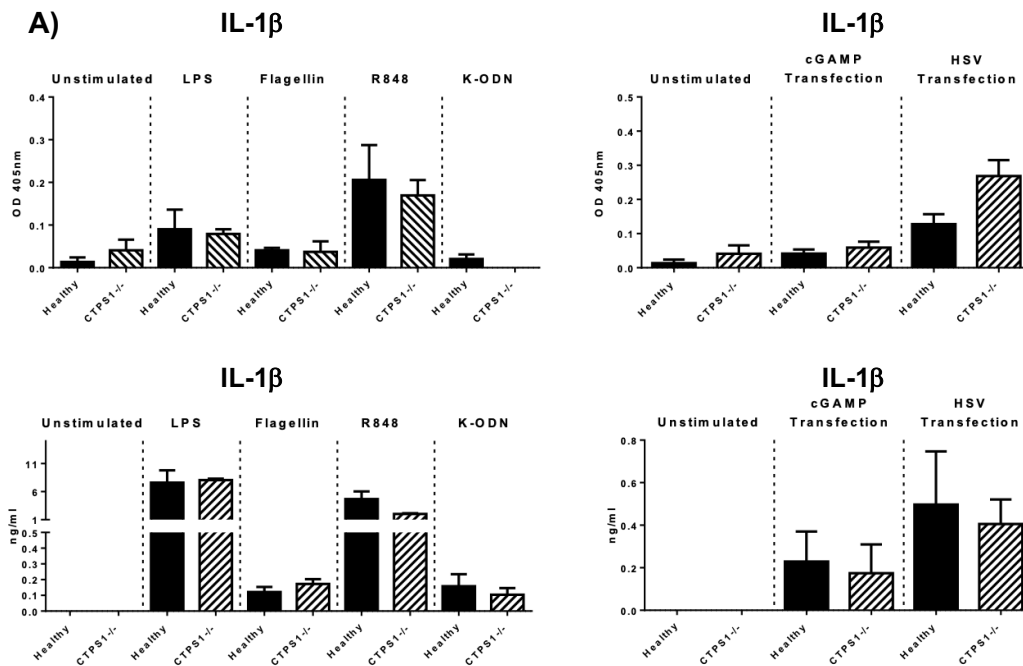 A)
IL-1β
Unstimulated LPS Flagellin R848 K-ODN
OD 405nm
0.4
0.3
0.2
0.1
0.0
Healthy CTPS1-/- Healthy CTPS1-/- Healthy CTPS1-/- Healthy CTPS1-/- Healthy CTPS1-/-
IL-1β
Unstimulated cGAMP Transfection HSV Transfection
OD 405nm
0.5
0.4
0.3
0.2
0.1
0.0
Healthy CTPS1-/- Healthy CTPS1-/- Healthy CTPS1-/-
IL-1β
Unstimulated LPS Flagellin R848 K-ODN
ng/ml
11
6
1
0.5
0.4
0.3
0.2
0.1
0.0
Healthy CTPS1-/- Healthy CTPS1-/- Healthy CTPS1-/- Healthy CTPS1-/- Healthy CTPS1-/-
IL-1β
Unstimulated cGAMP Transfection HSV Transfection
ng/ml
0.8
0.6
0.4
0.2
0.0
Healthy CTPS1-/- Healthy CTPS1-/- Healthy CTPS1-/-